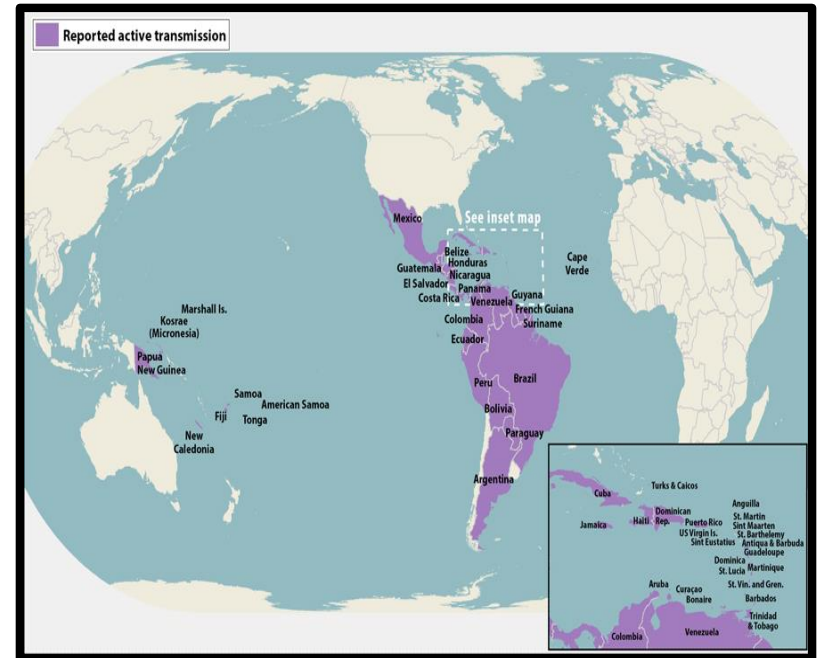 Reported active transmission
See inset map
Mexico
Belize
Honduras
Guatemala
Nicaragua
El Salvador
Panama
Costa Rica
Venezuela
Guyana
French Guiana
Suriname
Colombia
Ecuador
Peru
Brazil
Bolivia
Paraguay
Argentina
Cape
Verde
Marshall Is.
Kosrae
(Micronesia)
Papua
New Guinea
Samoa
American Samoa
Fiji
Tonga
New
Caledonia
Cuba
Turks & Caicos
Jamaica
Haiti
Dominican
Rep.
Puerto Rico
US Virgin Is.
Sint Eustatius
Anguilla
St. Martin
Sint Maarten
St. Barthelemy
Antiqua & Barbuda
Guadeloupe
Dominica
Martinique
St. Lucia
St. Vin. and Gren.
Aruba
Curaçao
Bonaire
Barbados
Trinidad
& Tobago
Colombia
Venezuela